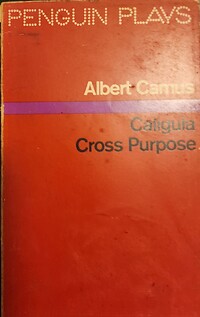 PENGUIN PLAYS
Albert Camus
Caligula
Cross Purpose